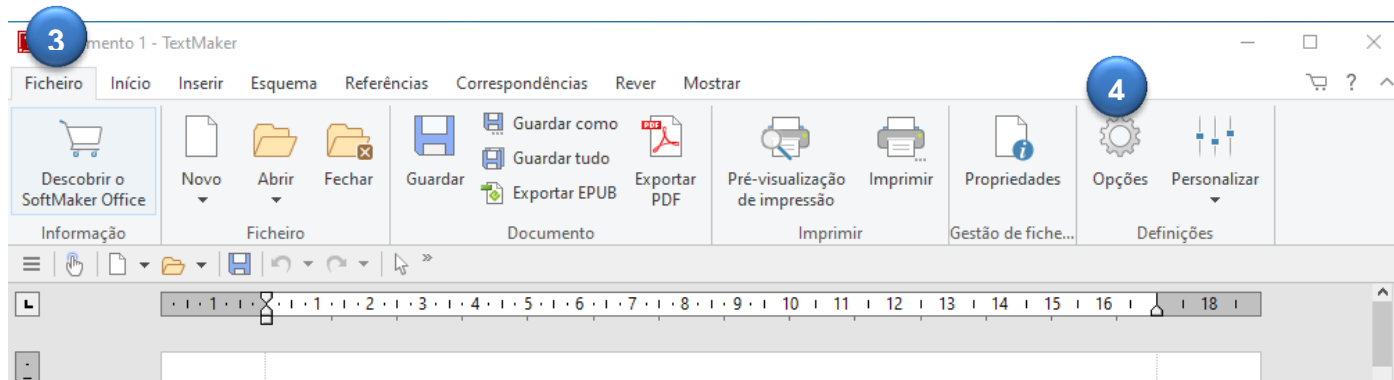 3
mento 1 - TextMaker
Ficheiro Início Inserir Esquema Referências Correspondências Rever Mostrar ?
4
Descobrir o
SoftMaker Office
Novo
Abrir
Fechar
Guardar
Guardar como
Guardar tudo
Exportar EPUB
PDF
Exportar
PDF
Pré-visualização
de impressão
Imprimir
Propriedades
Opções
Personalizar
Informação Ficheiro Documento Imprimir Gestão de fiche... Definições
L 1 1 2 3 4 5 6 7 8 9 10 11 12 13 14 15 16 18